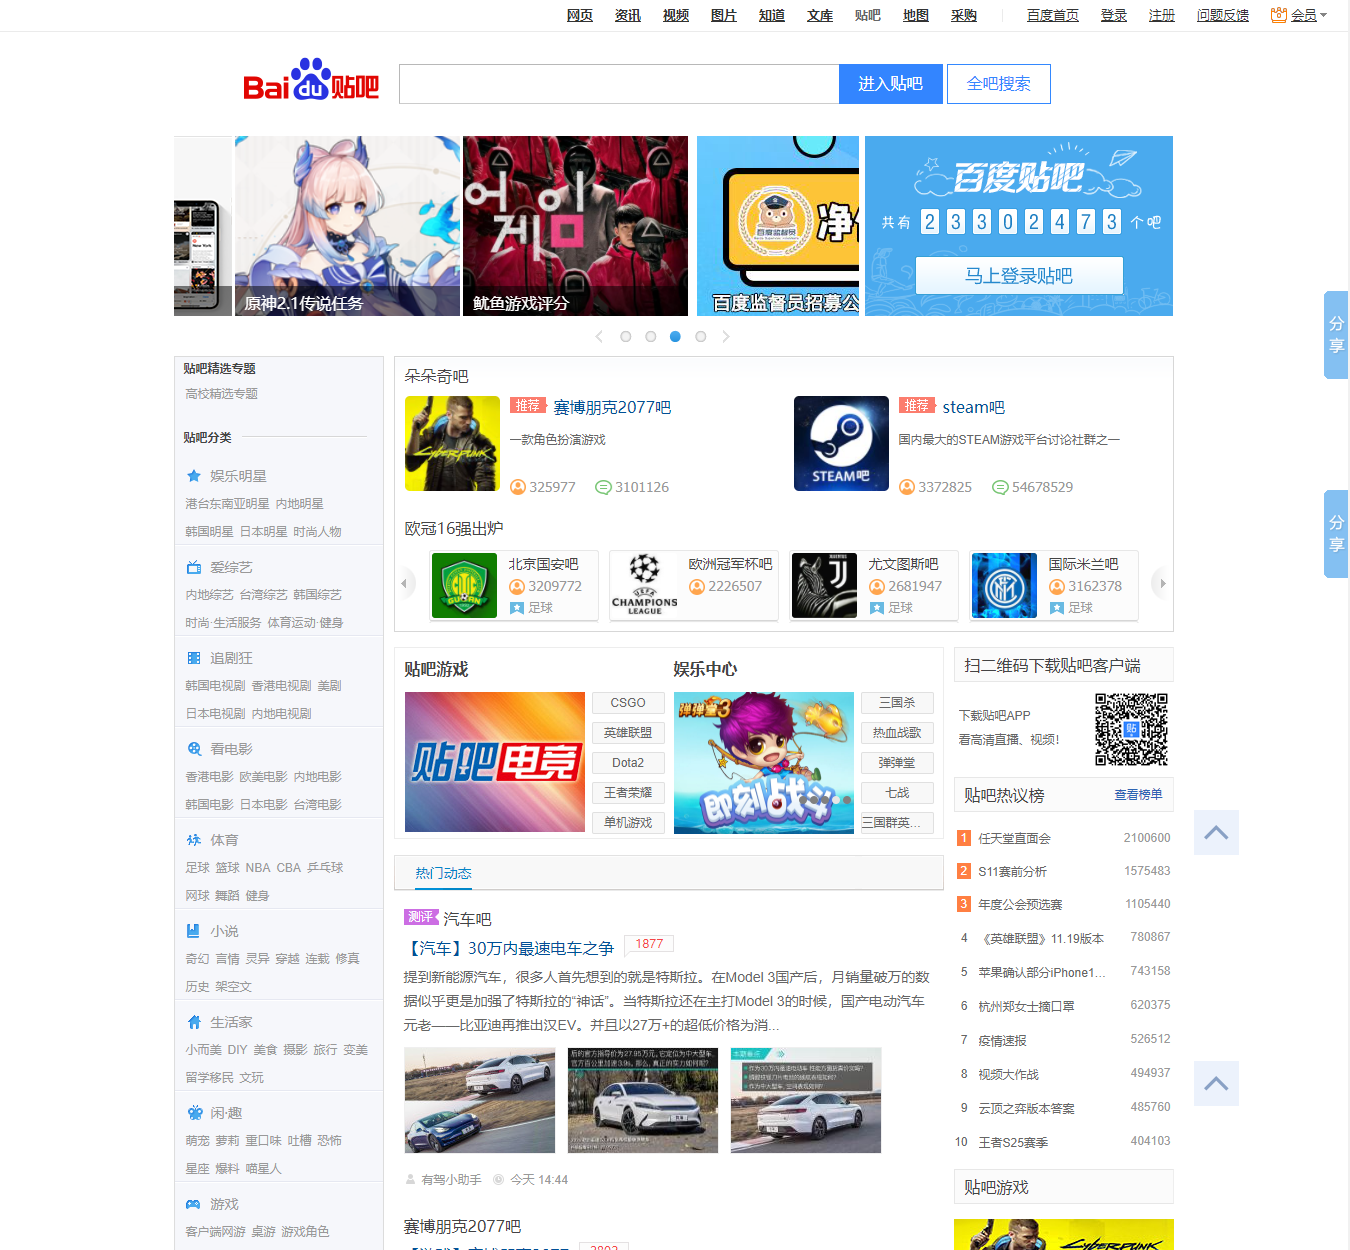 网页 资讯 视频 图片 知道 文库 贴吧 地图 采购 百度首页 登录 注册 问题反馈 会员
Bai du 贴吧 进入贴吧 全吧搜索
原神2.1传说任务
어이
게임
鱿鱼游戏评分
百度监督员
百度监督员招募公
百度贴吧
共有 23302473 个吧
马上登录贴吧
分享
分享
贴吧精选专题
高校精选专题
贴吧分类
娱乐明星
港台东南亚明星 内地明星
韩国明星 日本明星 时尚人物
爱综艺
内地综艺 台湾综艺 韩国综艺
时尚·生活服务 体育运动·健身
追剧狂
韩国电视剧 香港电视剧 美剧
日本电视剧 内地电视剧
看电影
香港电影 欧美电影 内地电影
韩国电影 日本电影 台湾电影
体育
足球 篮球 NBA CBA 乒乓球
网球 舞蹈 健身
小说
奇幻 言情 灵异 穿越 连载 修真
历史 架空文
生活家
小而美 DIY 美食 摄影 旅行 变美
留学移民 文玩
闲·趣
萌宠 萝莉 重口味 吐槽 恐怖
星座 爆料 喵星人
游戏
客户端网游 桌游 游戏角色
朵朵奇吧
Cyberpunk
推荐 赛博朋克2077吧
一款角色扮演游戏
325977 3101126
STEAM吧
推荐 steam吧
国内最大的STEAM游戏平台讨论社群之一
3372825 54678529
欧冠16强出炉
GUOAN
北京国安吧
3209772
足球
UEFA
CHAMPIONS
LEAGUE
欧洲冠军杯吧
2226507
尤文图斯吧
2681947
足球
国际米兰吧
3162378
足球
贴吧游戏
贴吧电竞
CSGO
英雄联盟
Dota2
王者荣耀
单机游戏
娱乐中心
弹弹堂3
即刻战斗
三国杀
热血战歌
弹弹堂
七战
三国群英...
热门动态
测评 汽车吧
【汽车】30万内最速电车之争 1877
提到新能源汽车，很多人首先想到的就是特斯拉。在Model 3国产后，月销量破万的数
据似乎更是加强了特斯拉的“神话”。当特斯拉还在主打Model 3的时候，国产电动汽车
元老——比亚迪再推出汉EV。并且以27万+的超低价格为消...
有驾小助手 今天 14:44
赛博朋克2077吧
扫二维码下载贴吧客户端
下载贴吧APP
看高清直播、视频！
贴
贴吧热议榜 查看榜单
1 任天堂直面会 2100600
2 S11赛前分析 1575483
3 年度公会预选赛 1105440
4 《英雄联盟》11.19版本 780867
5 苹果确认部分iPhone1... 743158
6 杭州郑女士摘口罩 620375
7 疫情速报 526512
8 视频大作战 494937
9 云顶之弈版本答案 485760
10 王者S25赛季 404103
贴吧游戏